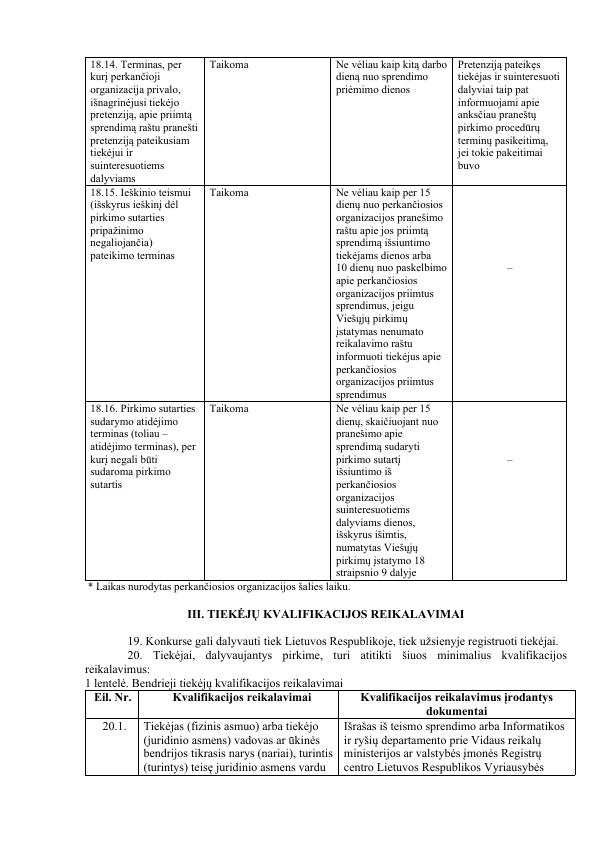 18.14. Terminas, per
kurį perkančioji
organizacija privalo,
išnagrinėjusi tiekėjo
pretenziją, apie priimtą
sprendimą raštu pranešti
pretenziją pateikusiam
tiekėjui ir
suinteresuotiems
dalyviams
Taikoma
Ne vėliau kaip kitą darbo
dieną nuo sprendimo
priėmimo dienos
Pretenziją pateikęs
tiekėjas ir suinteresuoti
dalyviai taip pat
informuojami apie
anksčiau praneštų
pirkimo procedūrų
terminų pasikeitimą,
jei tokie pakeitimai
buvo
18.15. Ieškinio teismui
(išskyrus ieškinį dėl
pirkimo sutarties
pripažinimo
negaliojančia)
pateikimo terminas
Taikoma
Ne vėliau kaip per 15
dienų nuo perkančiosios
organizacijos pranešimo
raštu apie jos priimtą
sprendimą išsiuntimo
tiekėjams dienos arba
10 dienų nuo paskelbimo
apie perkančiosios
organizacijos priimtus
sprendimus, jeigu
Viešųjų pirkimų
įstatymas nenumato
reikalavimo raštu
informuoti tiekėjus apie
perkančiosios
organizacijos priimtus
sprendimus
–
18.16. Pirkimo sutarties
sudarymo atidėjimo
terminas (toliau –
atidėjimo terminas), per
kurį negali būti
sudaroma pirkimo
sutartis
Taikoma
Ne vėliau kaip per 15
dienų, skaičiuojant nuo
pranešimo apie
sprendimą sudaryti
pirkimo sutartį
išsiuntimo iš
perkančiosios
organizacijos
suinteresuotiems
dalyviams dienos,
išskyrus išimtis,
numatytas Viešųjų
pirkimų įstatymo 18
straipsnio 9 dalyje
–
* Laikas nurodytas perkančiosios organizacijos šalies laiku.
III. TIEKĖJŲ KVALIFIKACIJOS REIKALAVIMAI
19. Konkurse gali dalyvauti tiek Lietuvos Respublikoje, tiek užsienyje registruoti tiekėjai.
20. Tiekėjai, dalyvaujantys pirkime, turi atitikti šiuos minimalius kvalifikacijos
reikalavimus:
1 lentelė. Bendrieji tiekėjų kvalifikacijos reikalavimai
Eil. Nr.
Kvalifikacijos reikalavimai
Kvalifikacijos reikalavimus įrodantys
dokumentai
20.1.
Tiekėjas (fizinis asmuo) arba tiekėjo
(juridinio asmens) vadovas ar ūkinės
bendrijos tikrasis narys (nariai), turintis
(turintys) teisę juridinio asmens vardu
Išrašas iš teismo sprendimo arba Informatikos
ir ryšių departamento prie Vidaus reikalų
ministerijos ar valstybės įmonės Registrų
centro Lietuvos Respublikos Vyriausybės